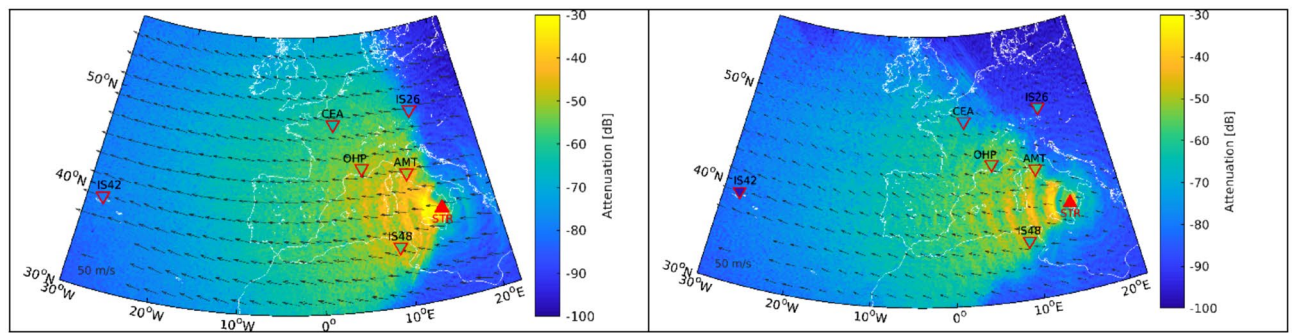 50°N
40°N
30°N
30°W
20°W
10°W
0°
10°E
20°E
IS26
CEA
OHP
AMT
IS42
STR
IS48
50 m/s
-30
-40
-50
-60
-70
-80
-90
-100
Attenuation [dB]
50°N
40°N
30°N
30°W
20°W
10°W
0°
10°E
20°E
IS26
CEA
OHP
AMT
IS42
STR
IS48
50 m/s
-30
-40
-50
-60
-70
-80
-90
-100
Attenuation [dB]